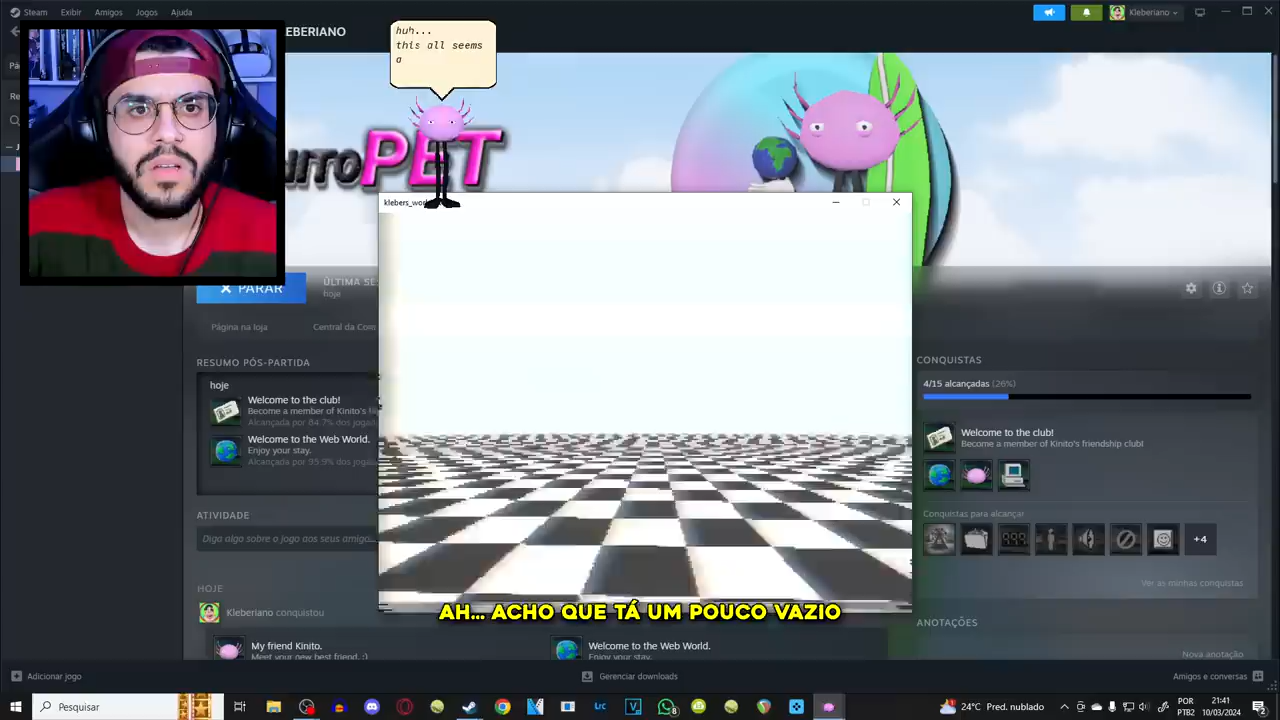 Steam
Exibir
Amigos
Jogos
Ajuda
Kleberiano
KLEBERIANO
huh...
this all seems
a
PET
PARAR
hoje
Página na loja
RESUMO PÓS-PARTIDA
hoje
Welcome to the club!
Become a member of Kinito's
Welcome to the Web World.
Enjoy your stay.
ATIVIDADE
Diga algo sobre o jogo aos seus amigo...
HOJE
Kleberiano conquistou
My friend Kinito.
Meet your new best friend. :)
Welcome to the Web World.
Enjoy your stay.
AH... ACHO QUE TÁ UM POUCO VAZIO
CONQUISTAS
4/15 alcançadas (26%)
Welcome to the club!
Become a member of Kinito's friendship club!
Conquistas para alcançar
+4
Ver as minhas conquistas
ANOTAÇÕES
Nova anotação
Adicionar jogo
Gerenciar downloads
Amigos e conversas
Pesquisar
24°C Pred. nublado
POR
PTB2
21:41
10/03/2024